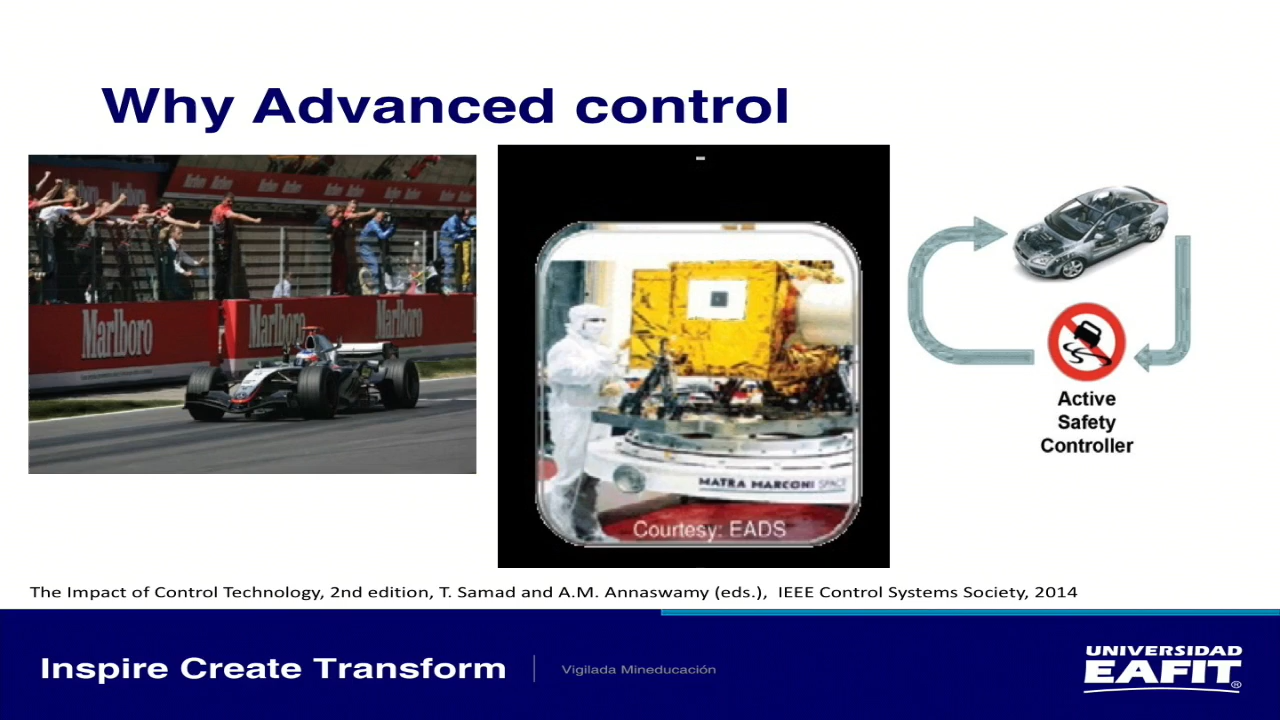 Why Advanced control
Marlboro
Marlboro
Marlboro
Marlboro
MATRA MARCONI SPACE
Courtesy: EADS
Active
Safety
Controller
The Impact of Control Technology, 2nd edition, T. Samad and A.M. Annaswamy (eds.), IEEE Control Systems Society, 2014
Inspire Create Transform
Vigilada Mineducación
UNIVERSIDAD
EAFIT®